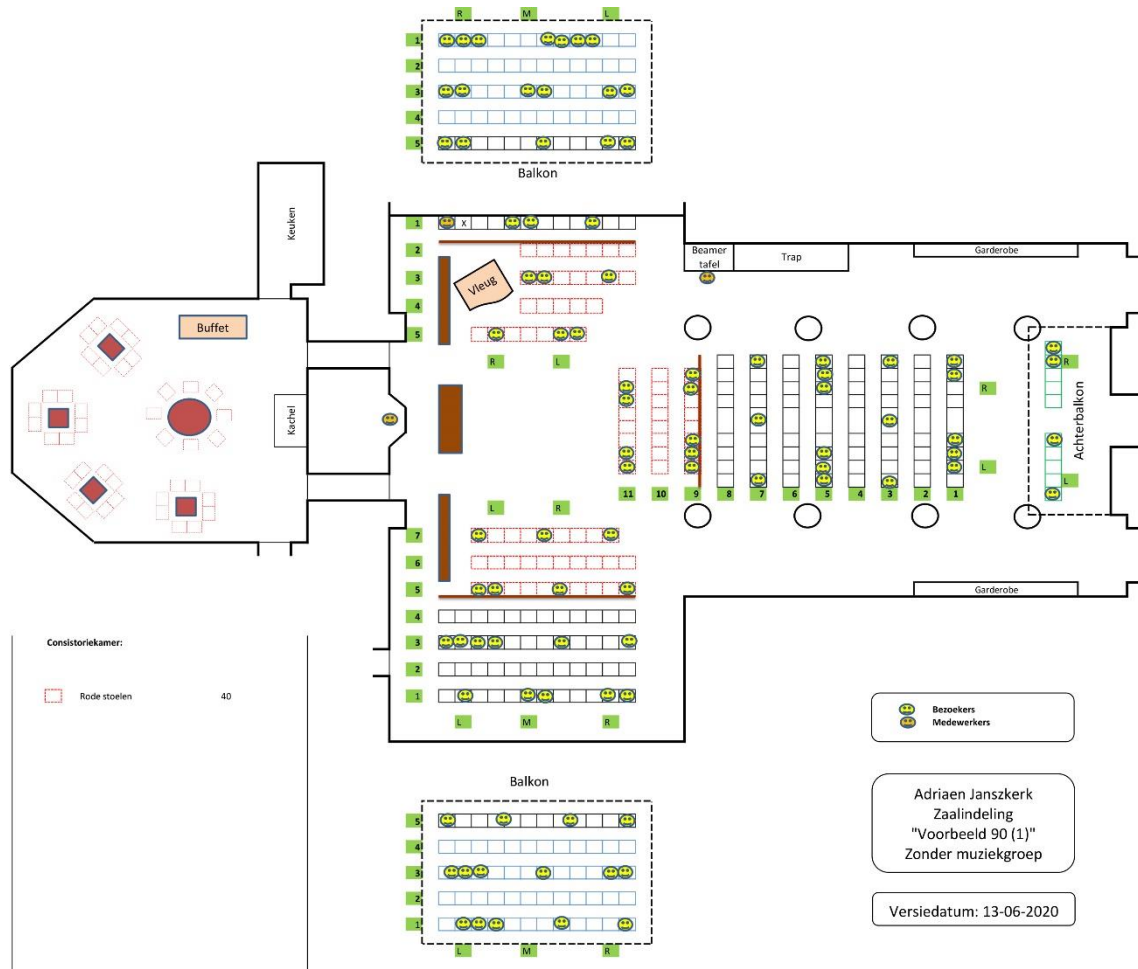 R M L
1
2
3
4
5
Balkon
Keuken
1 X
2
3
4
5
Vleug
R L
Beamer
tafel
Trap
Garderobe
Buffet
Kachel
R
L
Achterbalkon
R
L
11 10 9 8 7 6 5 4 3 2 1
L R
7
6
5
4
3
2
1
L M R
Garderobe
Consistoriekamer:
Rode stoelen 40
Bezoekers
Medewerkers
Balkon
5
4
3
2
1
L M R
Adriaen Janszkerk
Zaalindeling
"Voorbeeld 90 (1)"
Zonder muziekgroep
Versiedatum: 13-06-2020